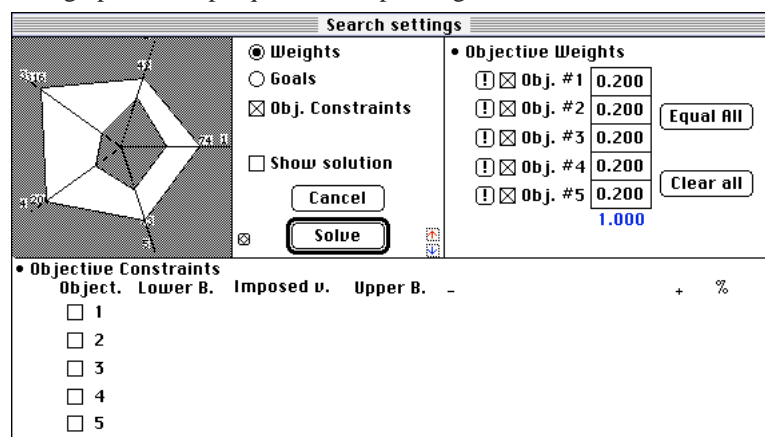 Search settings
Weights
Goals
Obj. Constraints
Show solution
Cancel
Solve
• Objective Weights
! Obj. #1 0.200
! Obj. #2 0.200
! Obj. #3 0.200
! Obj. #4 0.200
! Obj. #5 0.200
1.000
Equal All
Clear all
• Objective Constraints
Object. Lower B. Imposed v. Upper B. - + %
1
2
3
4
5